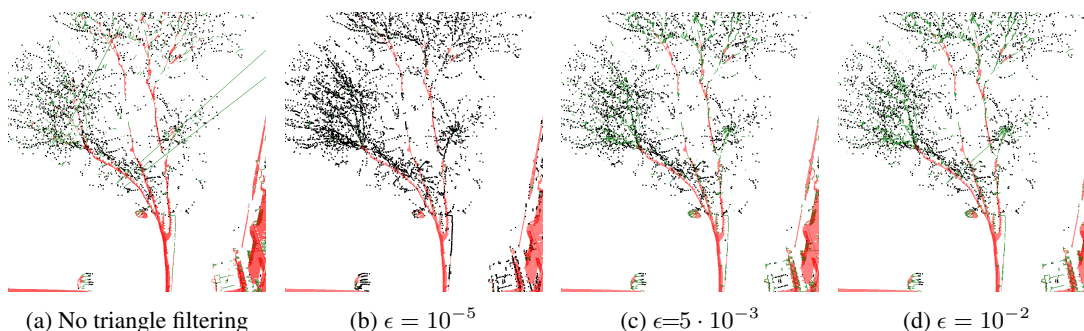 (a) No triangle filtering
(b) ϵ = 10⁻⁵
(c) ϵ=5 · 10⁻³
(d) ϵ = 10⁻²